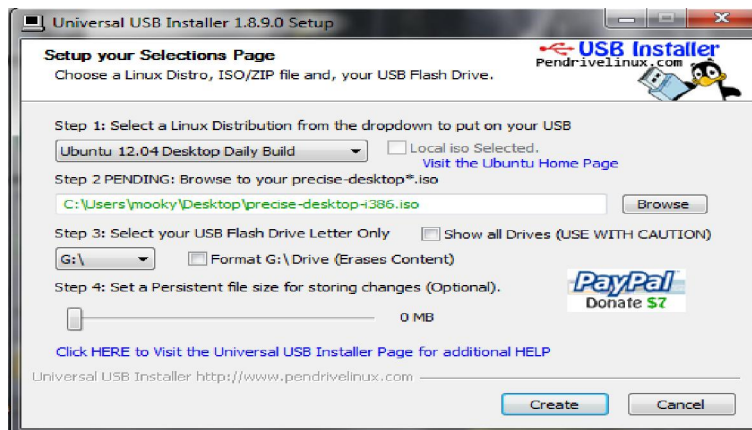 Universal USB Installer 1.8.9.0 Setup
Setup your Selections Page
Choose a Linux Distro, ISO/ZIP file and, your USB Flash Drive.
USB Installer
Pendrivelinux.com
Step 1: Select a Linux Distribution from the dropdown to put on your USB
Ubuntu 12.04 Desktop Daily Build
Local iso Selected.
Visit the Ubuntu Home Page
Step 2 PENDING: Browse to your precise-desktop*.iso
C:\Users\mooky\Desktop\precise-desktop-i386.iso
Browse
Step 3: Select your USB Flash Drive Letter Only
Show all Drives (USE WITH CAUTION)
G:\
Format G:\ Drive (Erases Content)
Step 4: Set a Persistent file size for storing changes (Optional).
PayPal
Donate $7
0 MB
Click HERE to Visit the Universal USB Installer Page for additional HELP
Universal USB Installer http://www.pendrivelinux.com
Create
Cancel